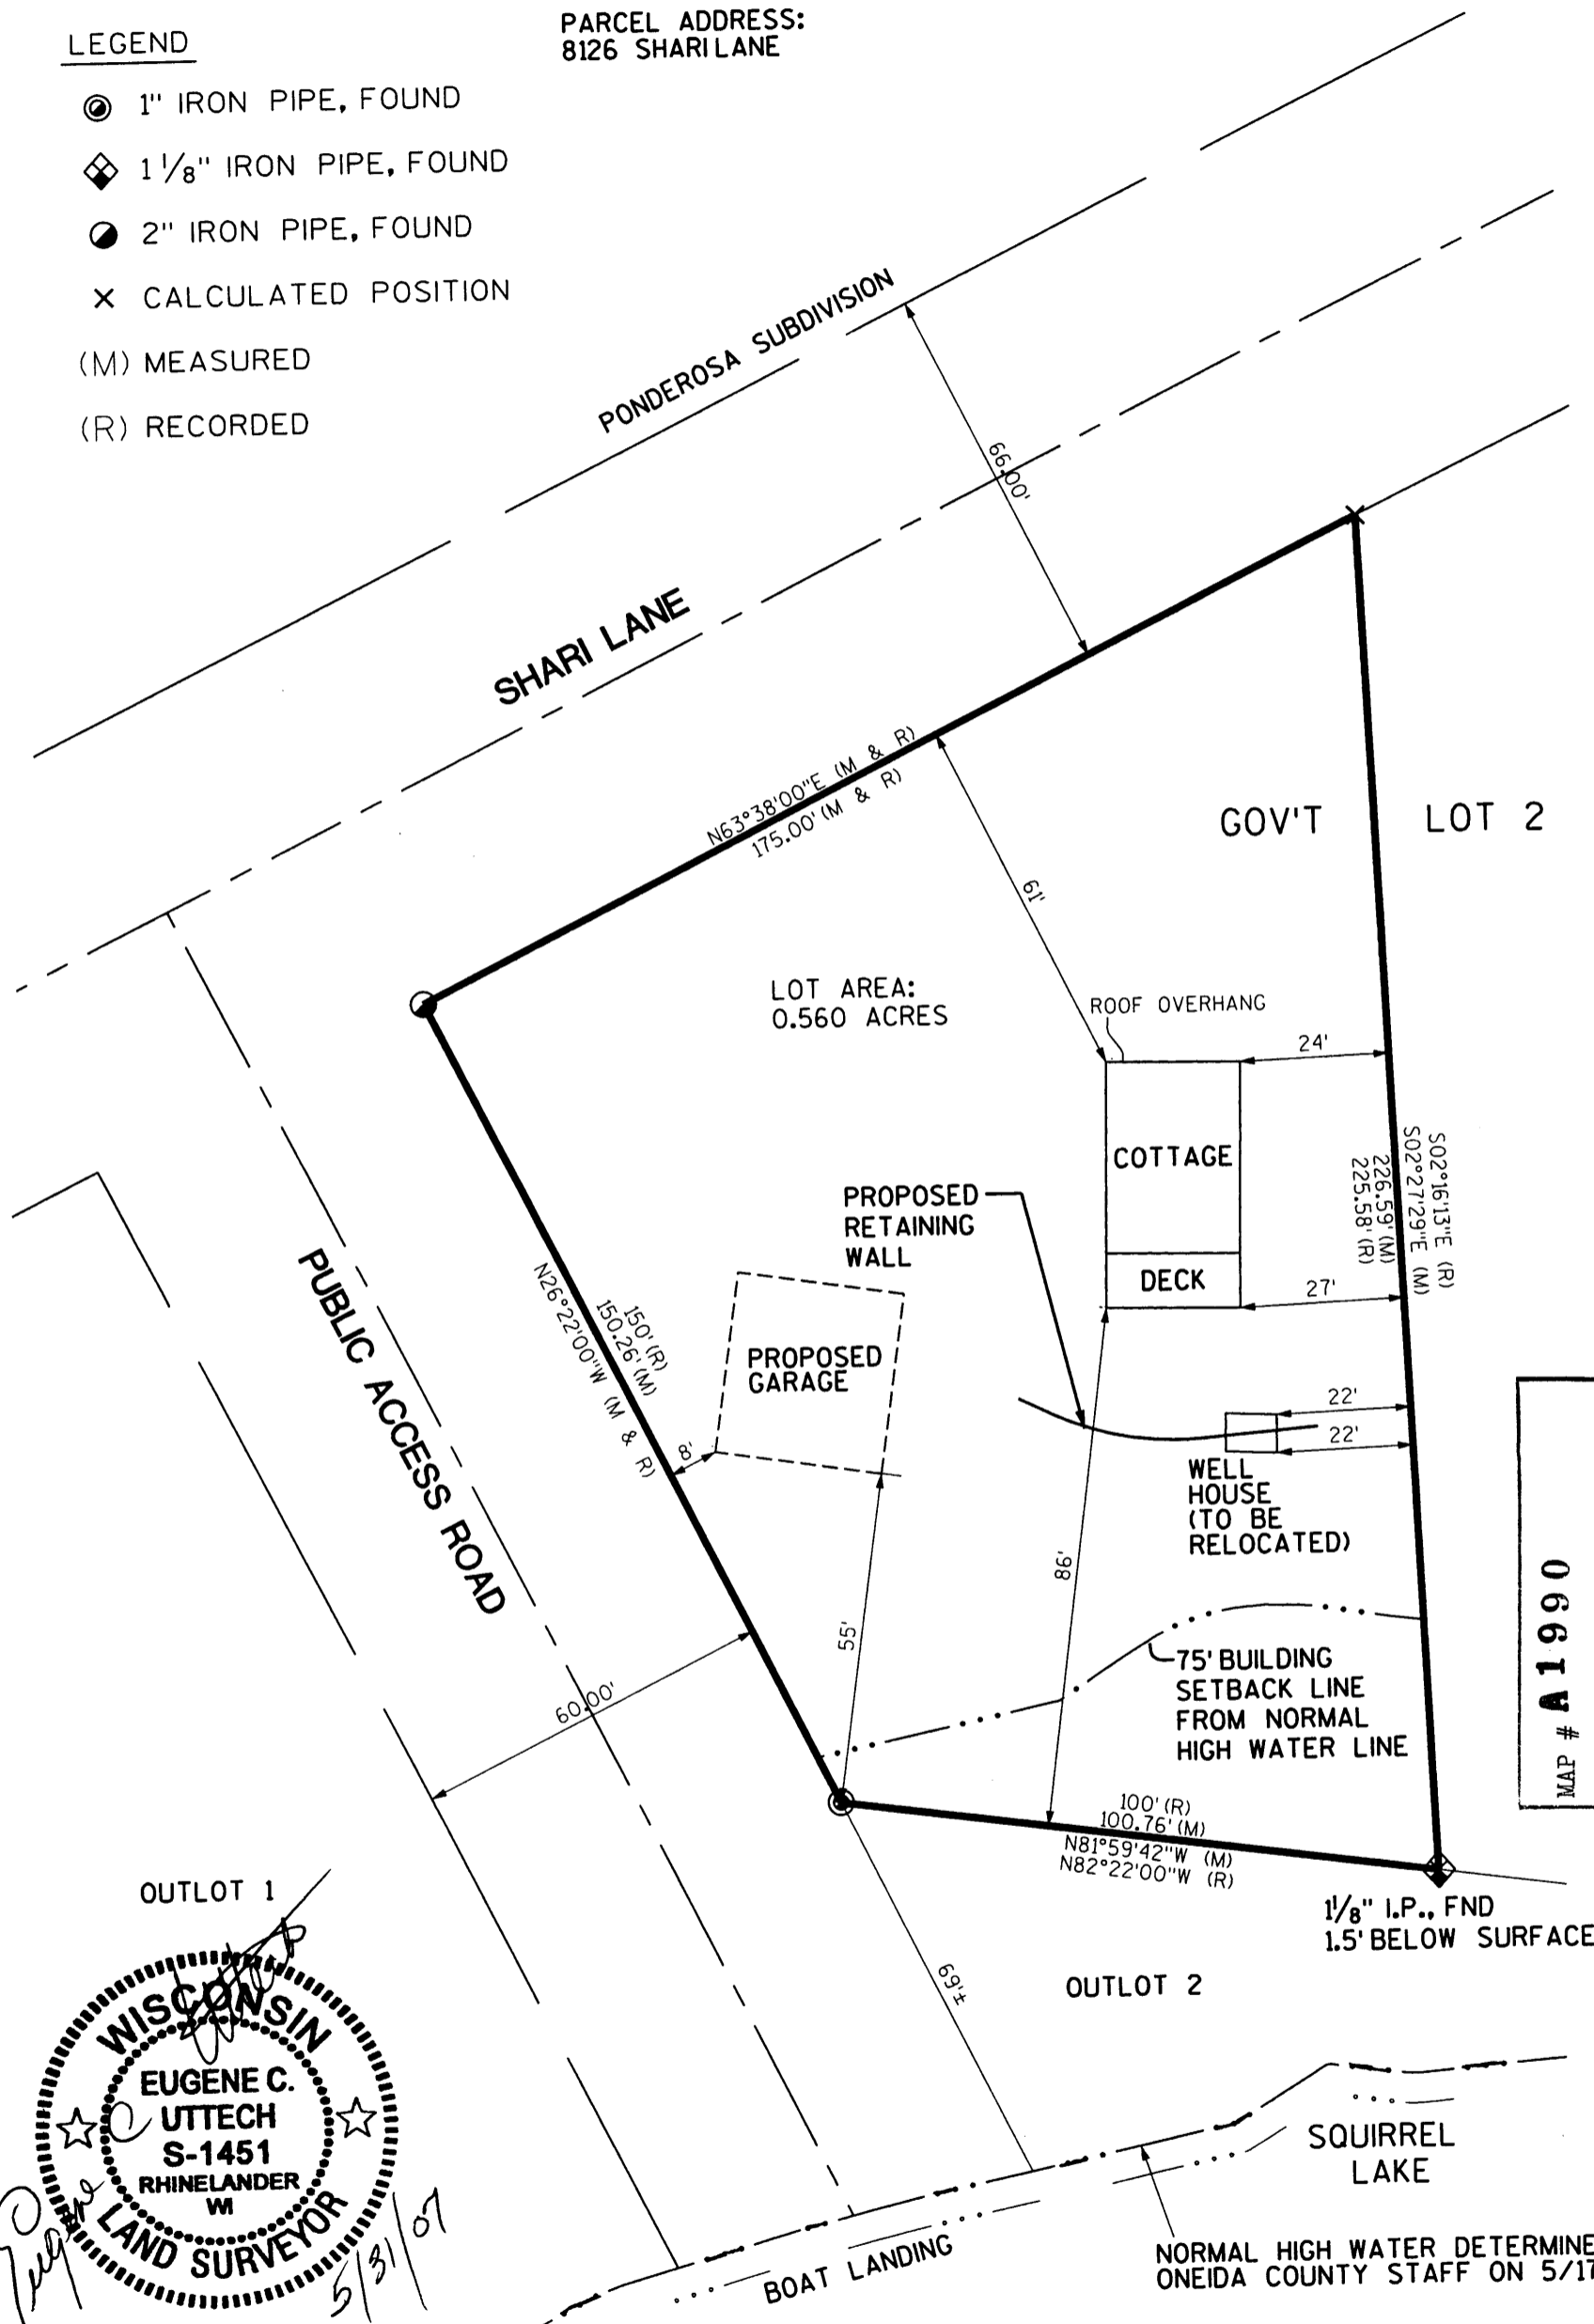 LEGEND
1" IRON PIPE, FOUND
1 1/8" IRON PIPE, FOUND
2" IRON PIPE, FOUND
CALCULATED POSITION
(M) MEASURED
(R) RECORDED
PARCEL ADDRESS:
8126 SHARI LANE
PONDEROSA SUBDIVISION
66.00'
SHARI LANE
N63°38'00"E (M & R)
175.00' (M & R)
GOV'T LOT 2
61'
LOT AREA:
0.560 ACRES
ROOF OVERHANG
24'
COTTAGE
S02°16'13"E (R)
S02°27'29"E (M)
226.59' (M)
225.58' (R)
PROPOSED
RETAINING
WALL
DECK
27'
PUBLIC ACCESS ROAD
150' (R)
150.26' (M)
N26°22'00"W (M & R)
PROPOSED
GARAGE
8'
22'
22'
WELL
HOUSE
(TO BE
RELOCATED)
86'
55'
60.00'
75' BUILDING
SETBACK LINE
FROM NORMAL
HIGH WATER LINE
MAP # A1990
100' (R)
100.76' (M)
N81°59'42"W (M)
N82°22'00"W (R)
1 1/8" I.P., FND
1.5' BELOW SURFACE
OUTLOT 1
OUTLOT 2
69'±
WISCONSIN
EUGENE C.
UTTECH
S-1451
RHINELANDER
WI
LAND SURVEYOR
Eugene C
5/31/07
SQUIRREL
LAKE
BOAT LANDING
NORMAL HIGH WATER DETERMINE
ONEIDA COUNTY STAFF ON 5/17